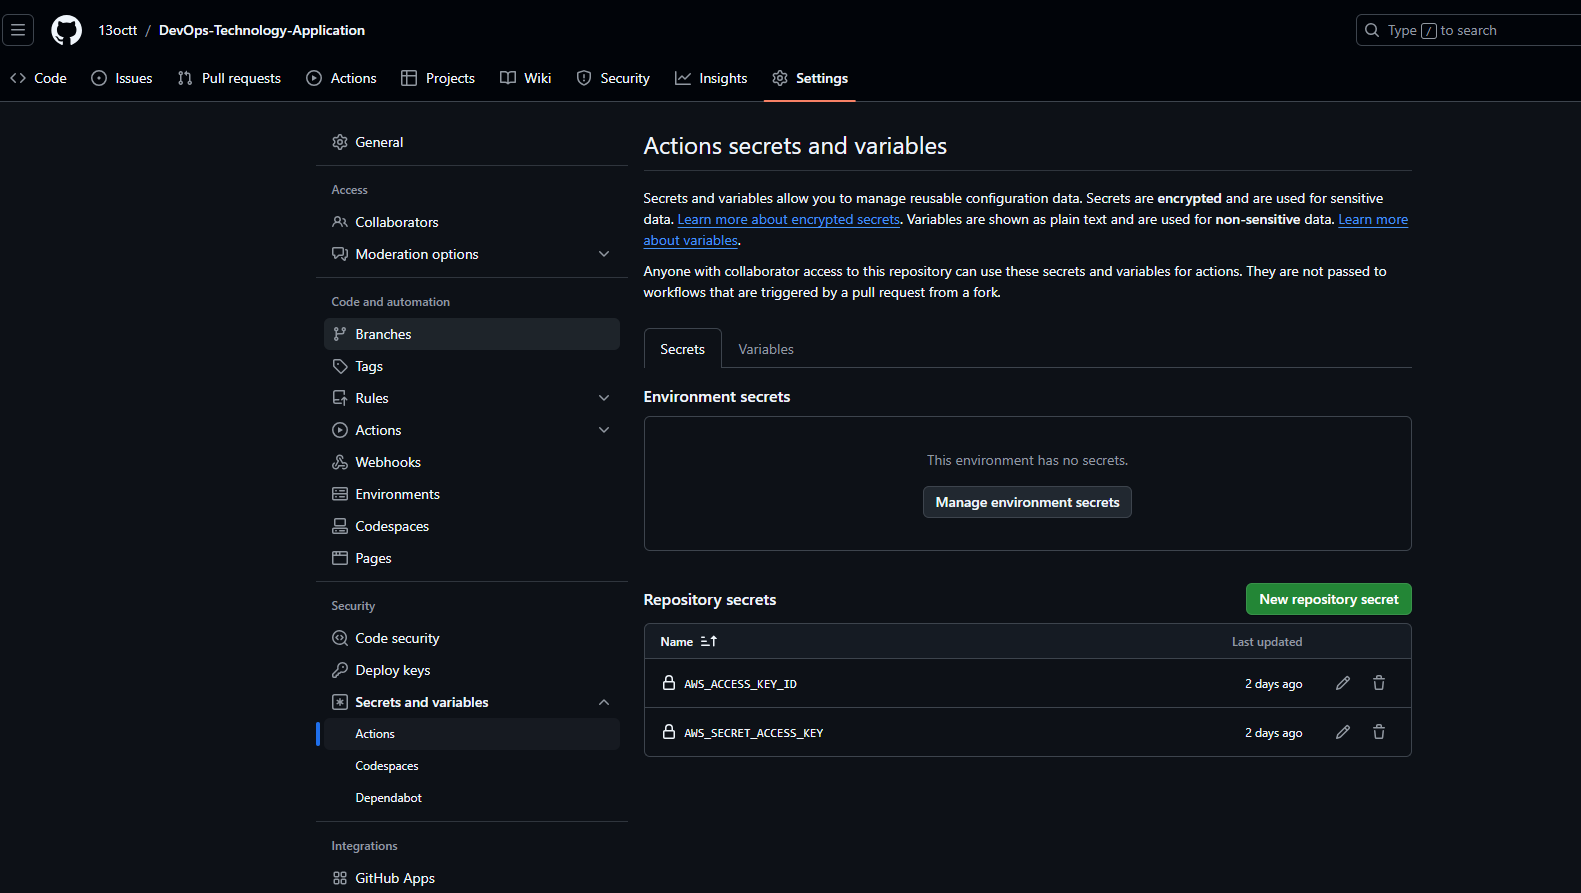 13octt / DevOps-Technology-Application
Type / to search
Code Issues Pull requests Actions Projects Wiki Security Insights Settings
General
Access
Collaborators
Moderation options
Code and automation
Branches
Tags
Rules
Actions
Webhooks
Environments
Codespaces
Pages
Security
Code security
Deploy keys
Secrets and variables
Actions
Codespaces
Dependabot
Integrations
GitHub Apps
Actions secrets and variables
Secrets and variables allow you to manage reusable configuration data. Secrets are encrypted and are used for sensitive
data. Learn more about encrypted secrets. Variables are shown as plain text and are used for non-sensitive data. Learn more
about variables.
Anyone with collaborator access to this repository can use these secrets and variables for actions. They are not passed to
workflows that are triggered by a pull request from a fork.
Secrets Variables
Environment secrets
This environment has no secrets.
Manage environment secrets
Repository secrets New repository secret
Name Last updated
AWS_ACCESS_KEY_ID 2 days ago
AWS_SECRET_ACCESS_KEY 2 days ago